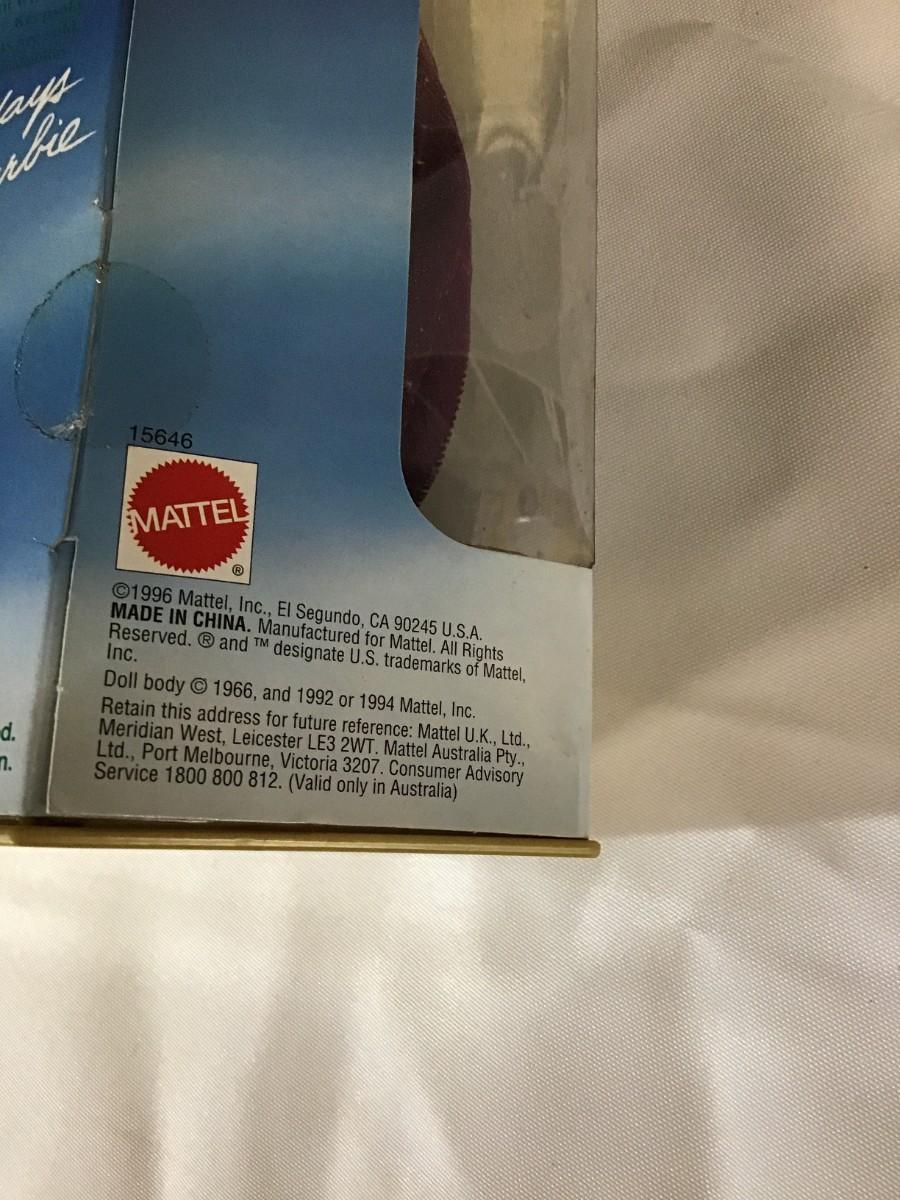 15646
MATTEL
®
©1996 Mattel, Inc., El Segundo, CA 90245 U.S.A.
MADE IN CHINA. Manufactured for Mattel. All Rights
Reserved. ® and ™ designate U.S. trademarks of Mattel,
Inc.
Doll body © 1966, and 1992 or 1994 Mattel, Inc.
Retain this address for future reference: Mattel U.K., Ltd.,
Meridian West, Leicester LE3 2WT. Mattel Australia Pty.,
Ltd., Port Melbourne, Victoria 3207. Consumer Advisory
Service 1800 800 812. (Valid only in Australia)